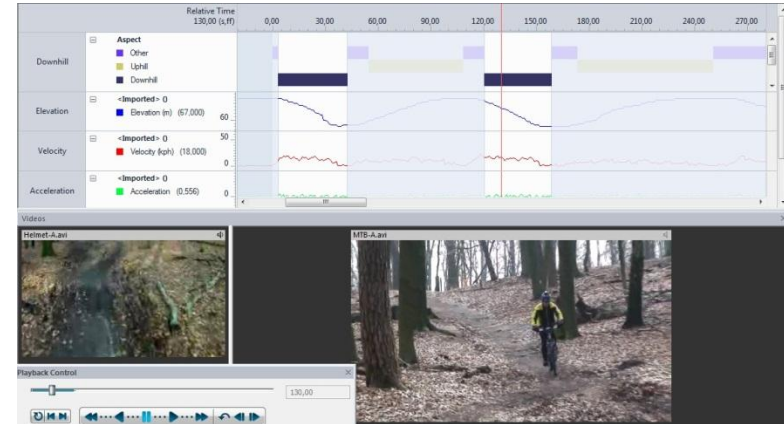 Relative Time
130,00 (s,ff)
0,00 30,00 60,00 90,00 120,00 150,00 180,00 210,00 240,00 270,00
Downhill
Aspect
Other
Uphill
Downhill
Elevation
<Imported> ()
Elevation (m) (67,000)
60
Velocity
<Imported> ()
Velocity (kph) (18,000)
50
0
Acceleration
<Imported> ()
Acceleration (0,556)
0
Videos
Helmet-A.avi
MTB-A.avi
Playback Control
130,00